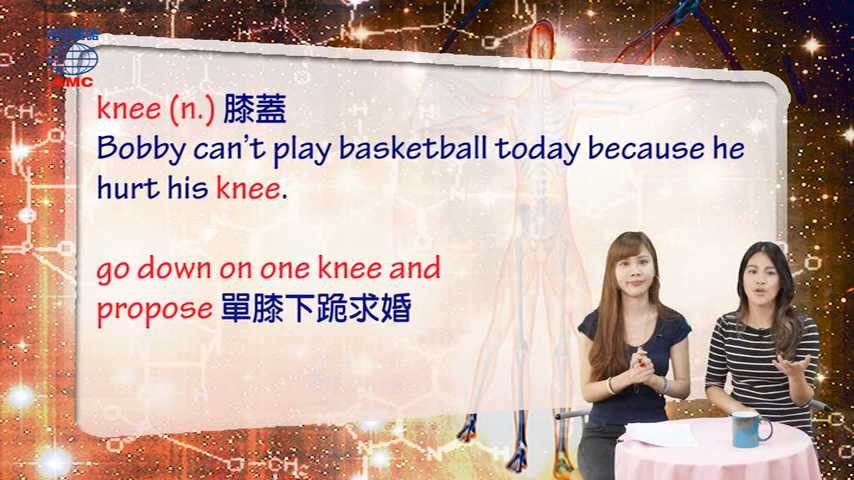 AMC
knee (n.) 膝蓋
Bobby can't play basketball today because he
hurt his knee.
go down on one knee and
propose 單膝下跪求婚